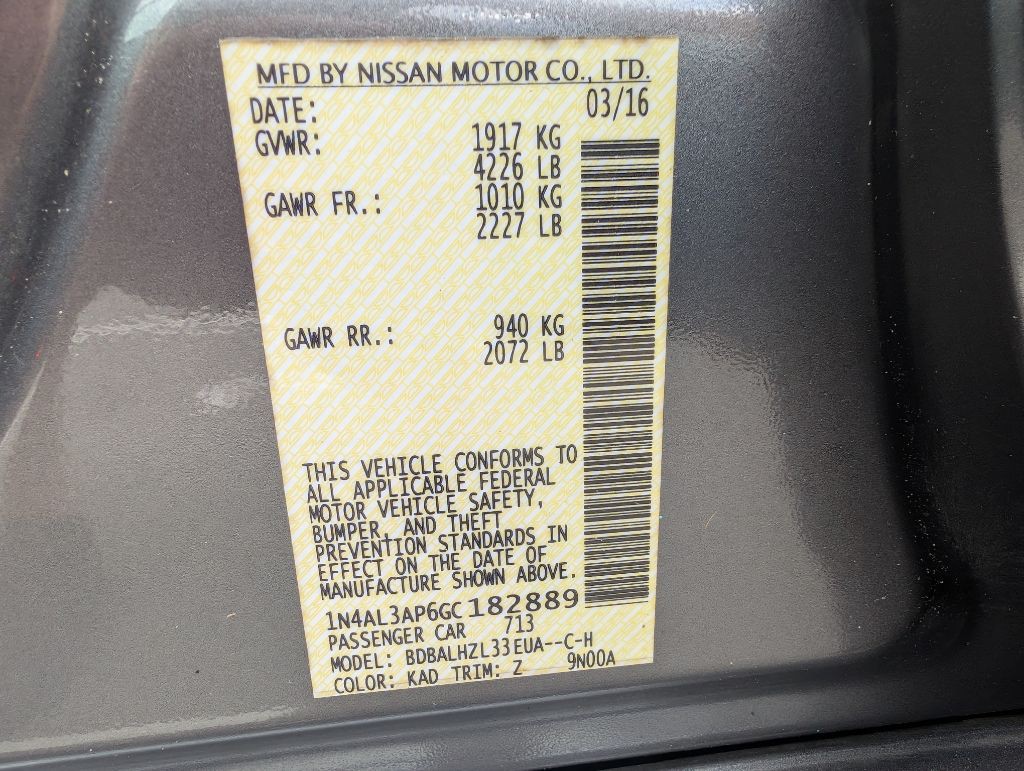 MFD BY NISSAN MOTOR CO., LTD.
DATE: 03/16
GVWR: 1917 KG
4226 LB
GAWR FR.: 1010 KG
2227 LB
GAWR RR.: 940 KG
2072 LB
THIS VEHICLE CONFORMS TO
ALL APPLICABLE FEDERAL
MOTOR VEHICLE SAFETY,
BUMPER, AND THEFT
PREVENTION STANDARDS IN
EFFECT ON THE DATE OF
MANUFACTURE SHOWN ABOVE.
1N4AL3AP6GC182889
PASSENGER CAR 713
MODEL: BDBALHZL33EUA--C-H
COLOR: KAD TRIM: Z 9N00A